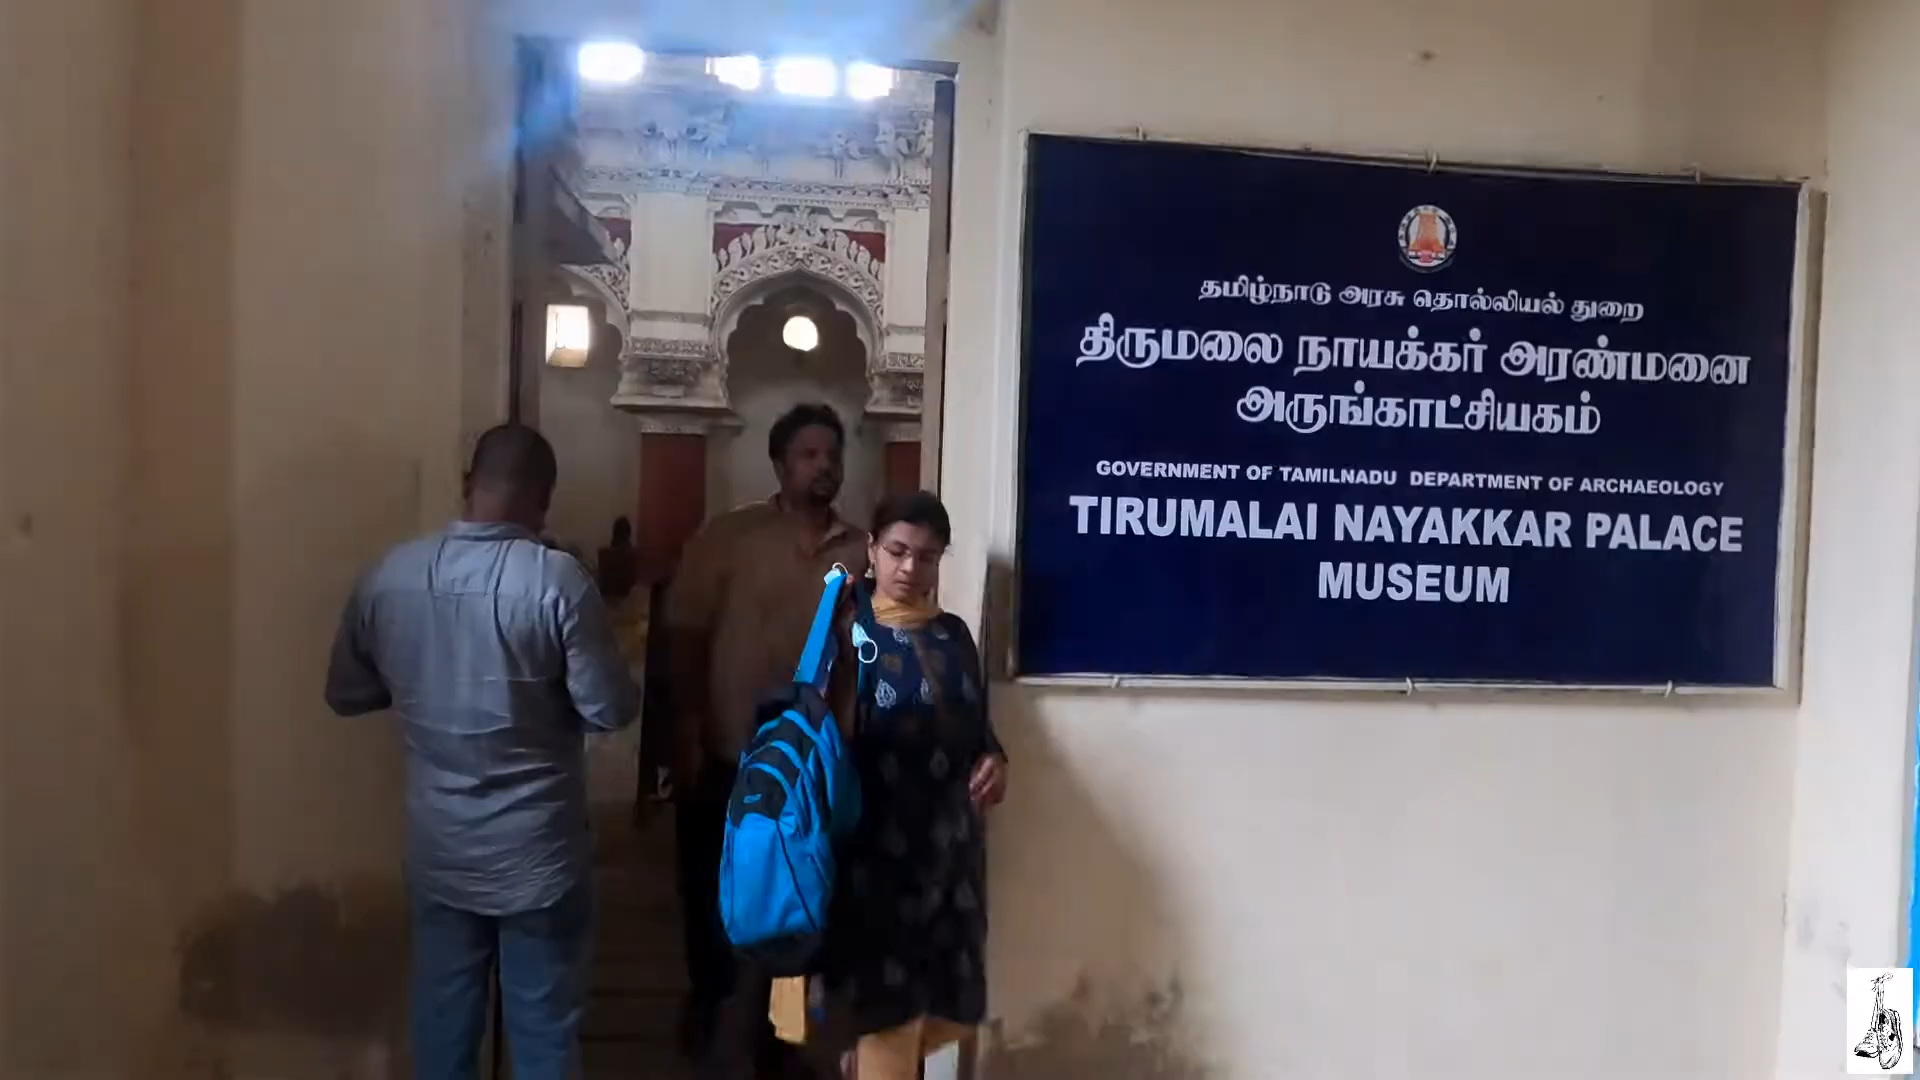 தமிழ்நாடு அரசு தொல்லியல் துறை
திருமலை நாயக்கர் அரண்மனை
அருங்காட்சியகம்
GOVERNMENT OF TAMILNADU DEPARTMENT OF ARCHAEOLOGY
TIRUMALAI NAYAKKAR PALACE
MUSEUM